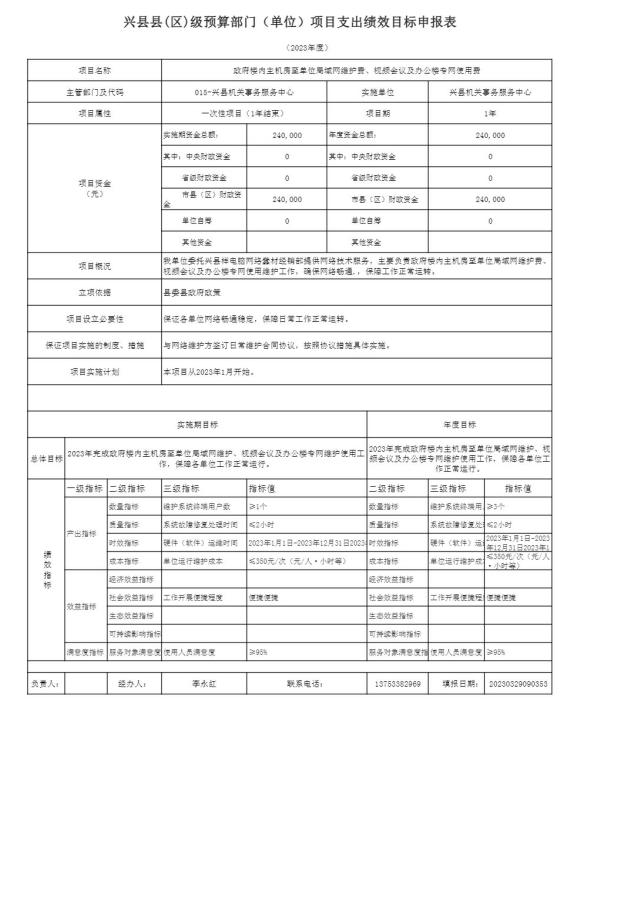 兴县县(区)级预算部门（单位）项目支出绩效目标申报表
（2023年度）
项目名称 政府楼内主机房至单位局域网维护费、视频会议及办公楼专网使用费
主管部门及代码 015-兴县机关事务服务中心 实施单位 兴县机关事务服务中心
项目属性 一次性项目（1年结束） 项目期 1年
项目资金
（元）
实施期资金总额： 240,000 年度资金总额： 240,000
其中：中央财政资金 0 其中：中央财政资金 0
省级财政资金 0 省级财政资金 0
市县（区）财政资
金 240,000 市县（区）财政资金 240,000
单位自筹 0 单位自筹 0
其他资金 其他资金
项目概况
我单位委托兴县祥电脑网络器材经销部提供网络技术服务，主要负责政府楼内主机房至单位局域网维护费、
视频会议及办公楼专网使用维护工作，确保网络畅通,，保障工作正常运转。
立项依据 县委县政府政策
项目设立必要性 保证各单位网络畅通稳定，保障日常工作正常运转。
保证项目实施的制度、措施 与网络维护方签订日常维护合同协议，按照协议措施具体实施。
项目实施计划 本项目从2023年1月开始。
实施期目标 年度目标
总体目标
2023年完成政府楼内主机房至单位局域网维护、视频会议及办公楼专网维护使用工
作，保障各单位工作正常运行。
2023年完成政府楼内主机房至单位局域网维护、视
频会议及办公楼专网维护使用工作，保障各单位工
作正常运行。
绩效指标
一级指标 二级指标 三级指标 指标值 二级指标 三级指标 指标值
产出指标
数量指标 维护系统终端用户数 ≥1个 数量指标 维护系统终端用 ≥3个
质量指标 系统故障修复处理时间 ≤2小时 质量指标 系统故障修复处 ≤2小时
时效指标 硬件（软件）运维时间 2023年1月1日-2023年12月31日2023 时效指标 硬件（软件）运 2023年1月1日-2023
年12月31日2023年1
成本指标 单位运行维护成本 ≤350元/次（元/人·小时等） 成本指标 单位运行维护成 ≤350元/次（元/人
·小时等）
效益指标
经济效益指标 经济效益指标
社会效益指标 工作开展便捷程度 便捷便捷 社会效益指标 工作开展便捷程 便捷便捷
生态效益指标 生态效益指标
可持续影响指标 可持续影响指标
满意度指标 服务对象满意度 使用人员满意度 ≥95% 服务对象满意度指 使用人员满意度 ≥95%
负责人： 经办人： 李永红 联系电话： 13753382969 填报日期： 20230329090353